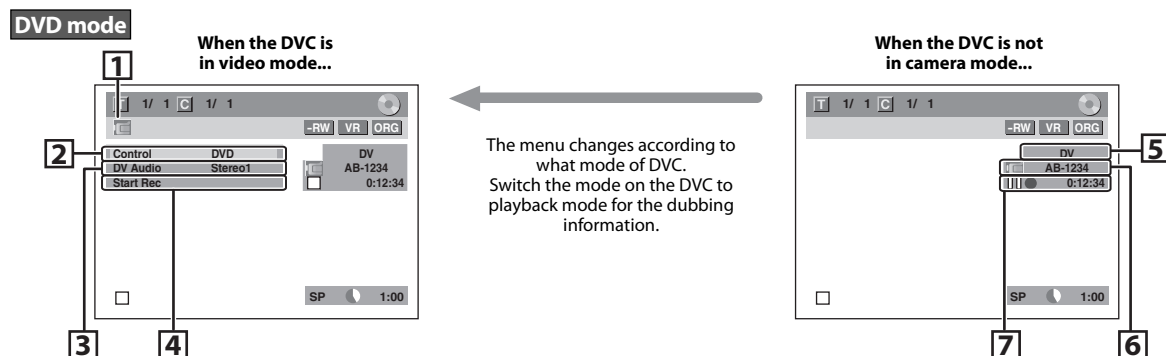 DVD mode
When the DVC is
in video mode...
1
T 1/ 1 C 1/ 1
-RW VR ORG
2
Control DVD
DV Audio Stereo1
Start Rec
DV
AB-1234
0:12:34
SP 1:00
3
4
The menu changes according to
what mode of DVC.
Switch the mode on the DVC to
playback mode for the dubbing
information.
When the DVC is not
in camera mode...
T 1/ 1 C 1/ 1
-RW VR ORG
5
DV
AB-1234
0:12:34
SP 1:00
7
6